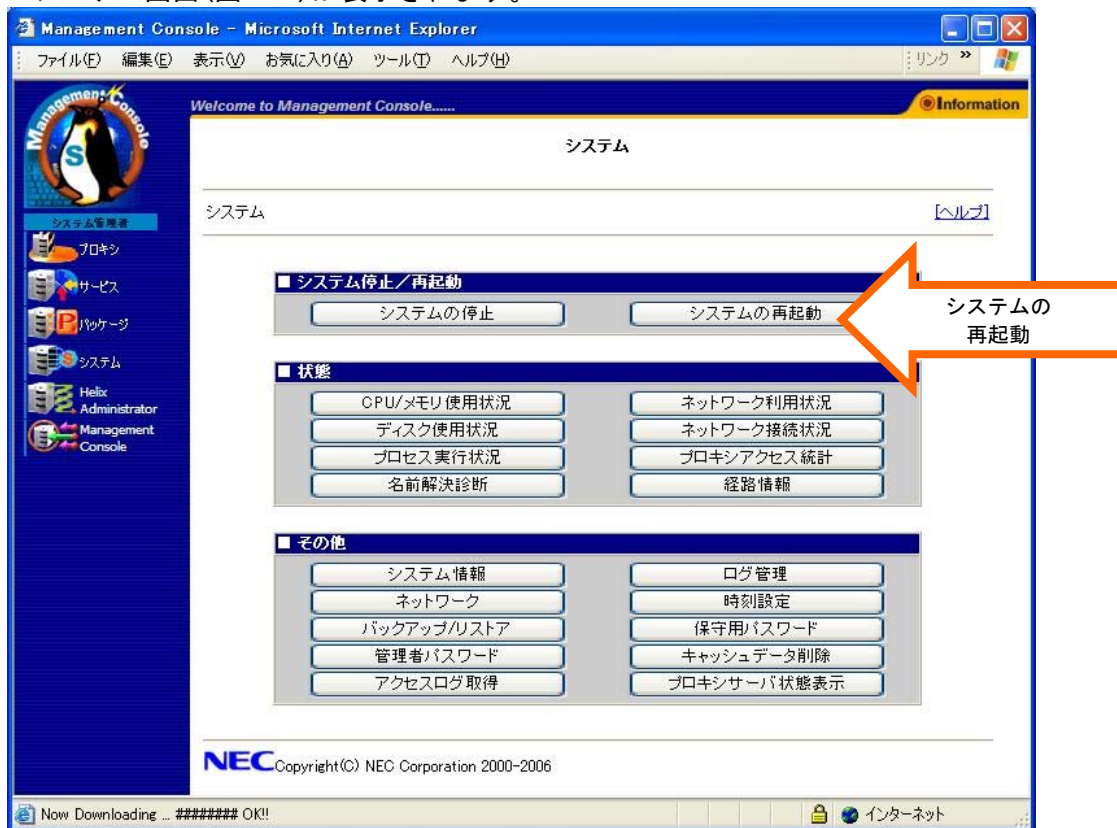 Management Console - Microsoft Internet Explorer
ファイル(F) 編集(E) 表示(V) お気に入り(A) ツール(T) ヘルプ(H) リンク »
Management Console
S
Welcome to Management Console......
Information
システム
システム管理者
システム [ヘルプ]
プロキシ
サービス
パッケージ
システム
Helix
Administrator
Management
Console
■ システム停止／再起動
システムの停止 システムの再起動
システムの
再起動
■ 状態
CPU/メモリ使用状況 ネットワーク利用状況
ディスク使用状況 ネットワーク接続状況
プロセス実行状況 プロキシアクセス統計
名前解決診断 経路情報
■ その他
システム情報 ログ管理
ネットワーク 時刻設定
バックアップ/リストア 保守用パスワード
管理者パスワード キャッシュデータ削除
アクセスログ取得 プロキシサーバ状態表示
NEC Copyright(C) NEC Corporation 2000-2006
Now Downloading ... ######## OK!! インターネット